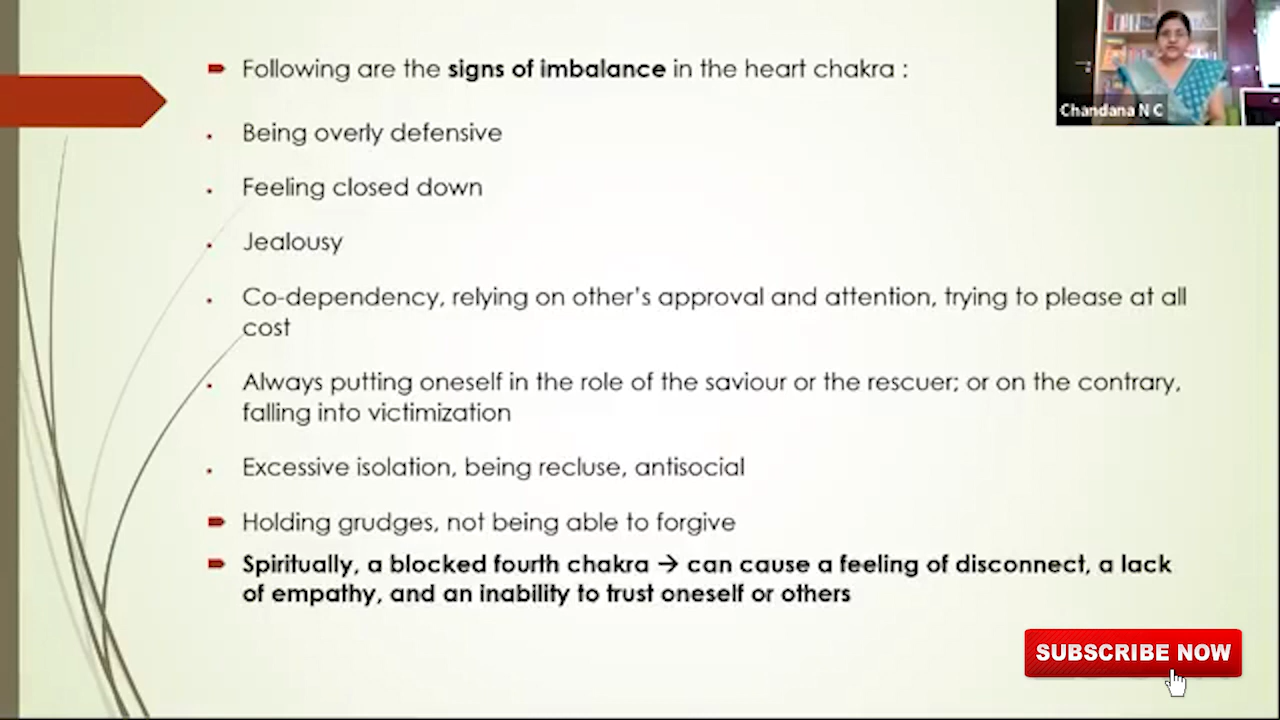 Following are the signs of imbalance in the heart chakra :
Being overly defensive
Feeling closed down
Jealousy
Co-dependency, relying on other's approval and attention, trying to please at all
cost
Always putting oneself in the role of the saviour or the rescuer; or on the contrary,
falling into victimization
Excessive isolation, being recluse, antisocial
Holding grudges, not being able to forgive
Spiritually, a blocked fourth chakra → can cause a feeling of disconnect, a lack
of empathy, and an inability to trust oneself or others
Chandana N C
SUBSCRIBE NOW